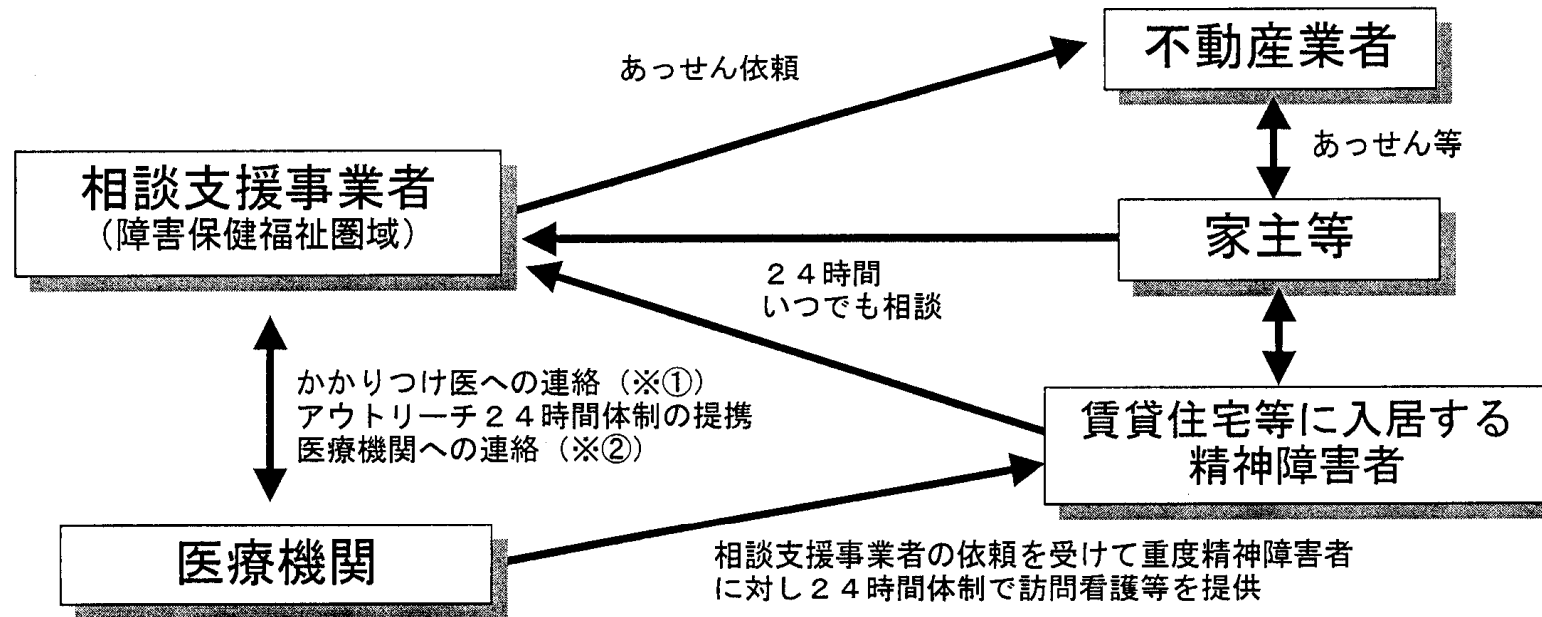 不動産業者
あっせん依頼
あっせん等
相談支援事業者
（障害保健福祉圏域）
家主等
２４時間
いつでも相談
かかりつけ医への連絡（※①）
アウトリーチ２４時間体制の提携
医療機関への連絡（※②）
賃貸住宅等に入居する
精神障害者
医療機関
相談支援事業者の依頼を受けて重度精神障害者
に対し２４時間体制で訪問看護等を提供